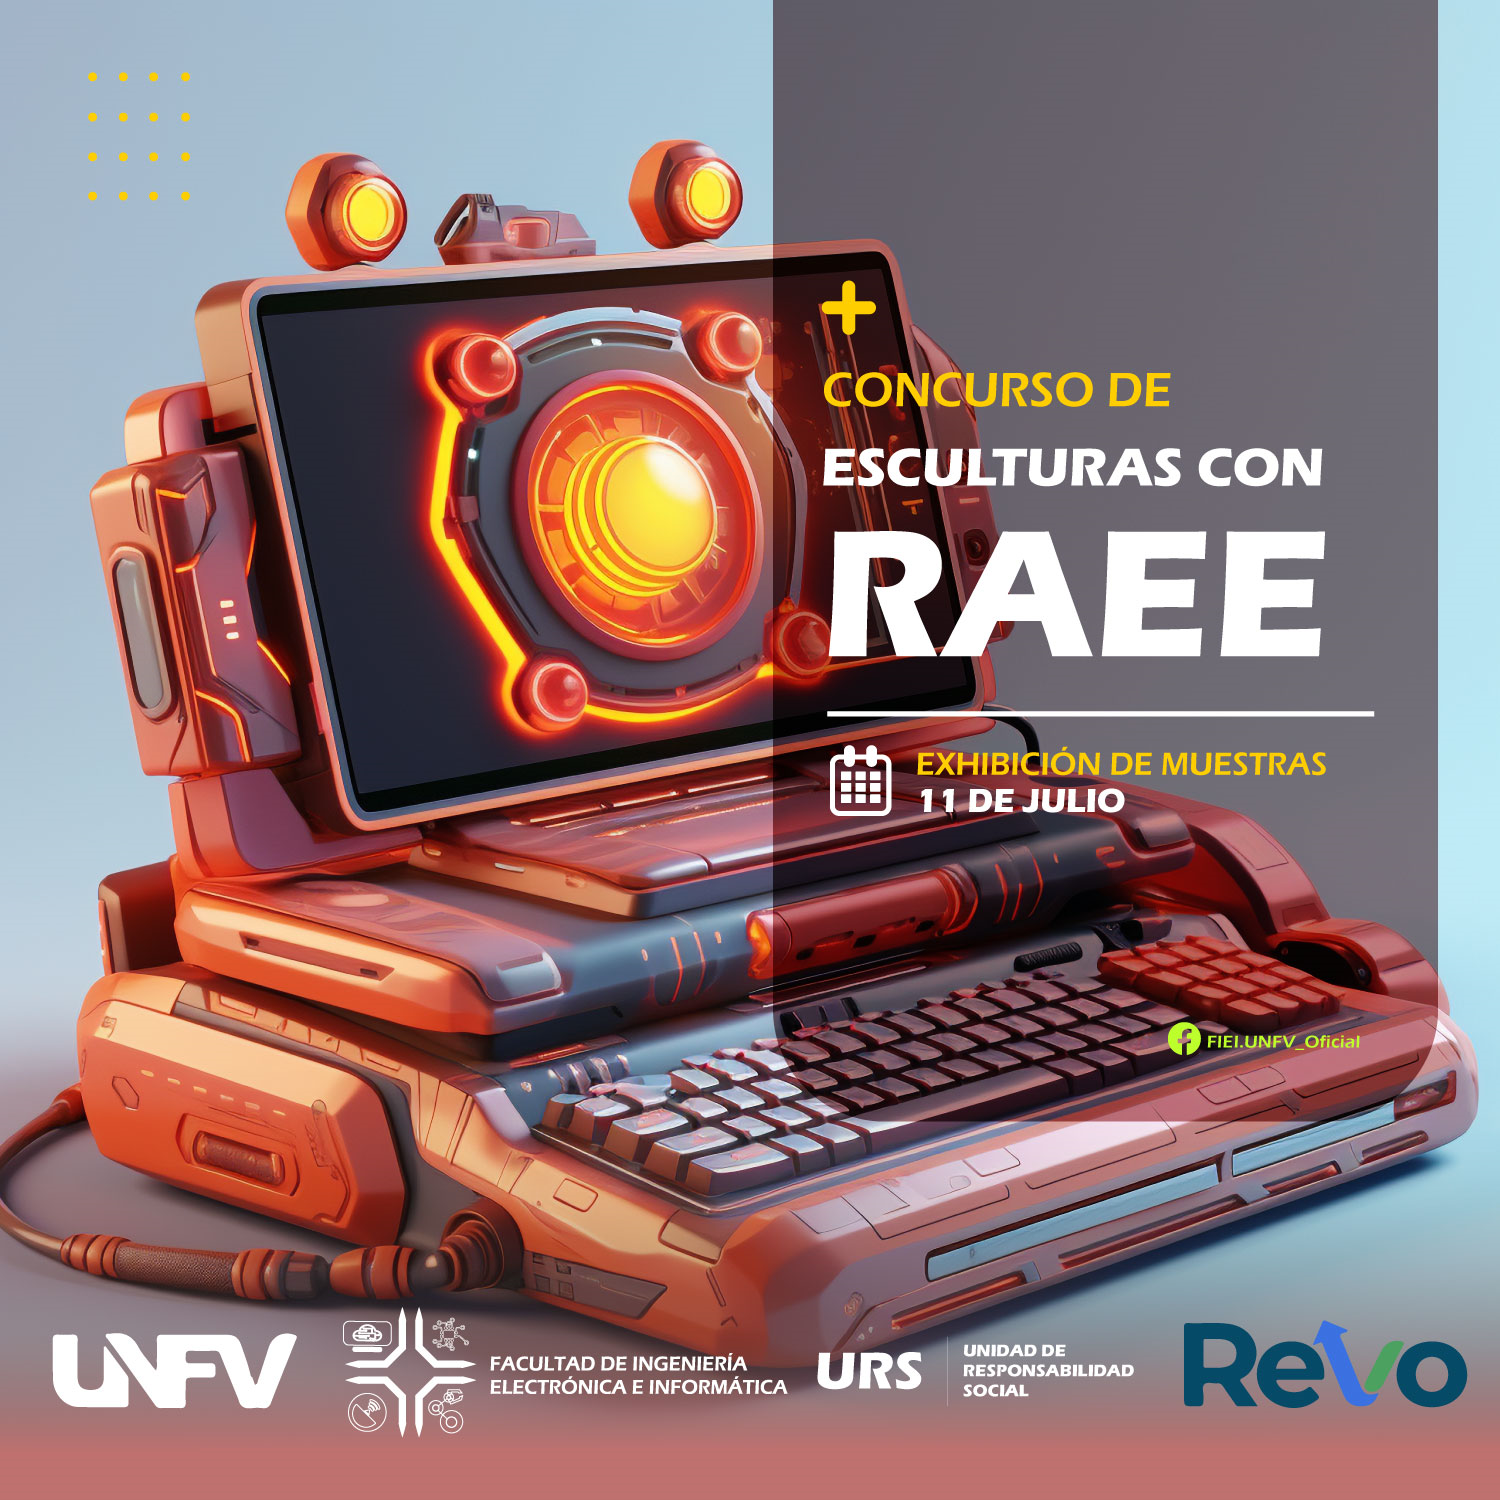 CONCURSO DE
ESCULTURAS CON
RAEE
EXHIBICIÓN DE MUESTRAS
11 DE JULIO
FIEI.UNFV_Oficial
UNFV
FACULTAD DE INGENIERÍA
ELECTRÓNICA E INFORMÁTICA
URS
UNIDAD DE
RESPONSABILIDAD
SOCIAL
ReVo